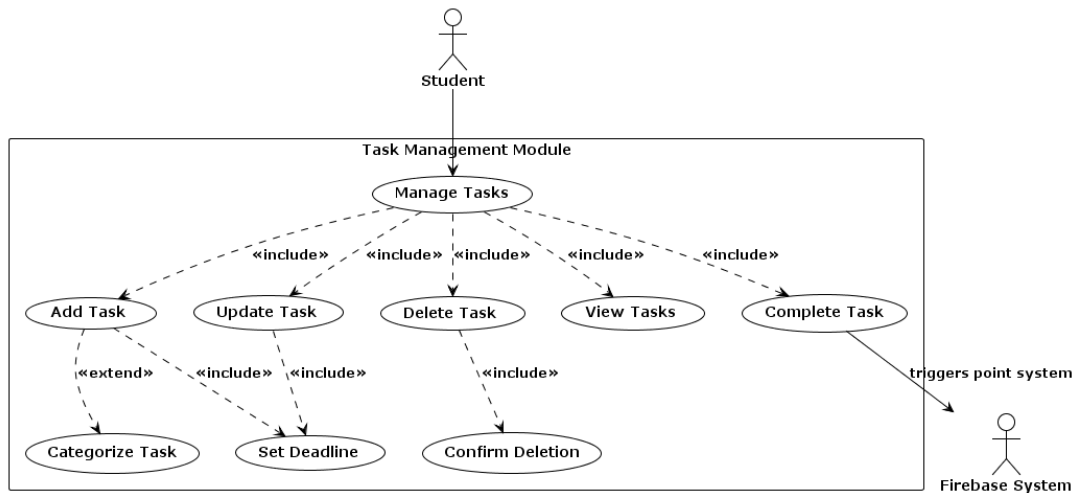 Student
Task Management Module
Manage Tasks
«include»
«include»
«include»
«include»
«include»
Add Task
Update Task
Delete Task
View Tasks
Complete Task
«extend»
«include»
«include»
«include»
triggers point system
Categorize Task
Set Deadline
Confirm Deletion
Firebase System